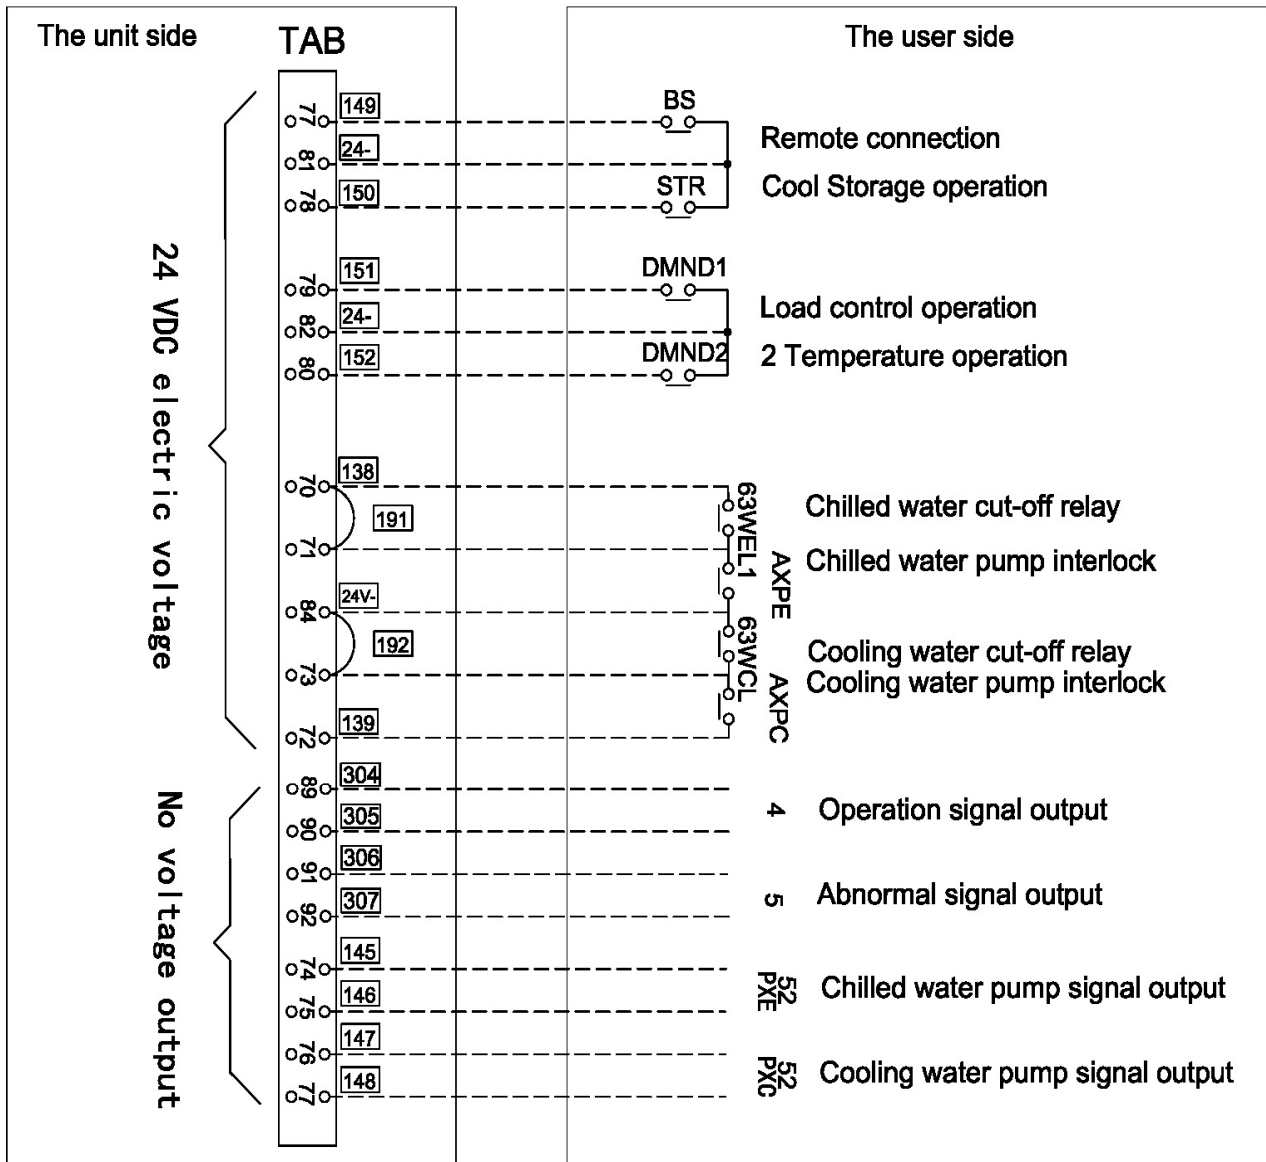 The unit side
TAB
The user side
24 VDC electric voltage
77 149 BS
81 24-
Remote connection
78 150 STR
Cool Storage operation
79 151 DMND1
82 24-
Load control operation
80 152 DMND2
2 Temperature operation
70 138
63WEL1
Chilled water cut-off relay
191
71
AXPE
Chilled water pump interlock
84 24V-
192
63WCL
Cooling water cut-off relay
73
AXPC
Cooling water pump interlock
72 139
No voltage output
89 304
4 Operation signal output
90 305
91 306
5 Abnormal signal output
92 307
74 145
52
PXE
Chilled water pump signal output
75 146
76 147
52
PXC
Cooling water pump signal output
77 148